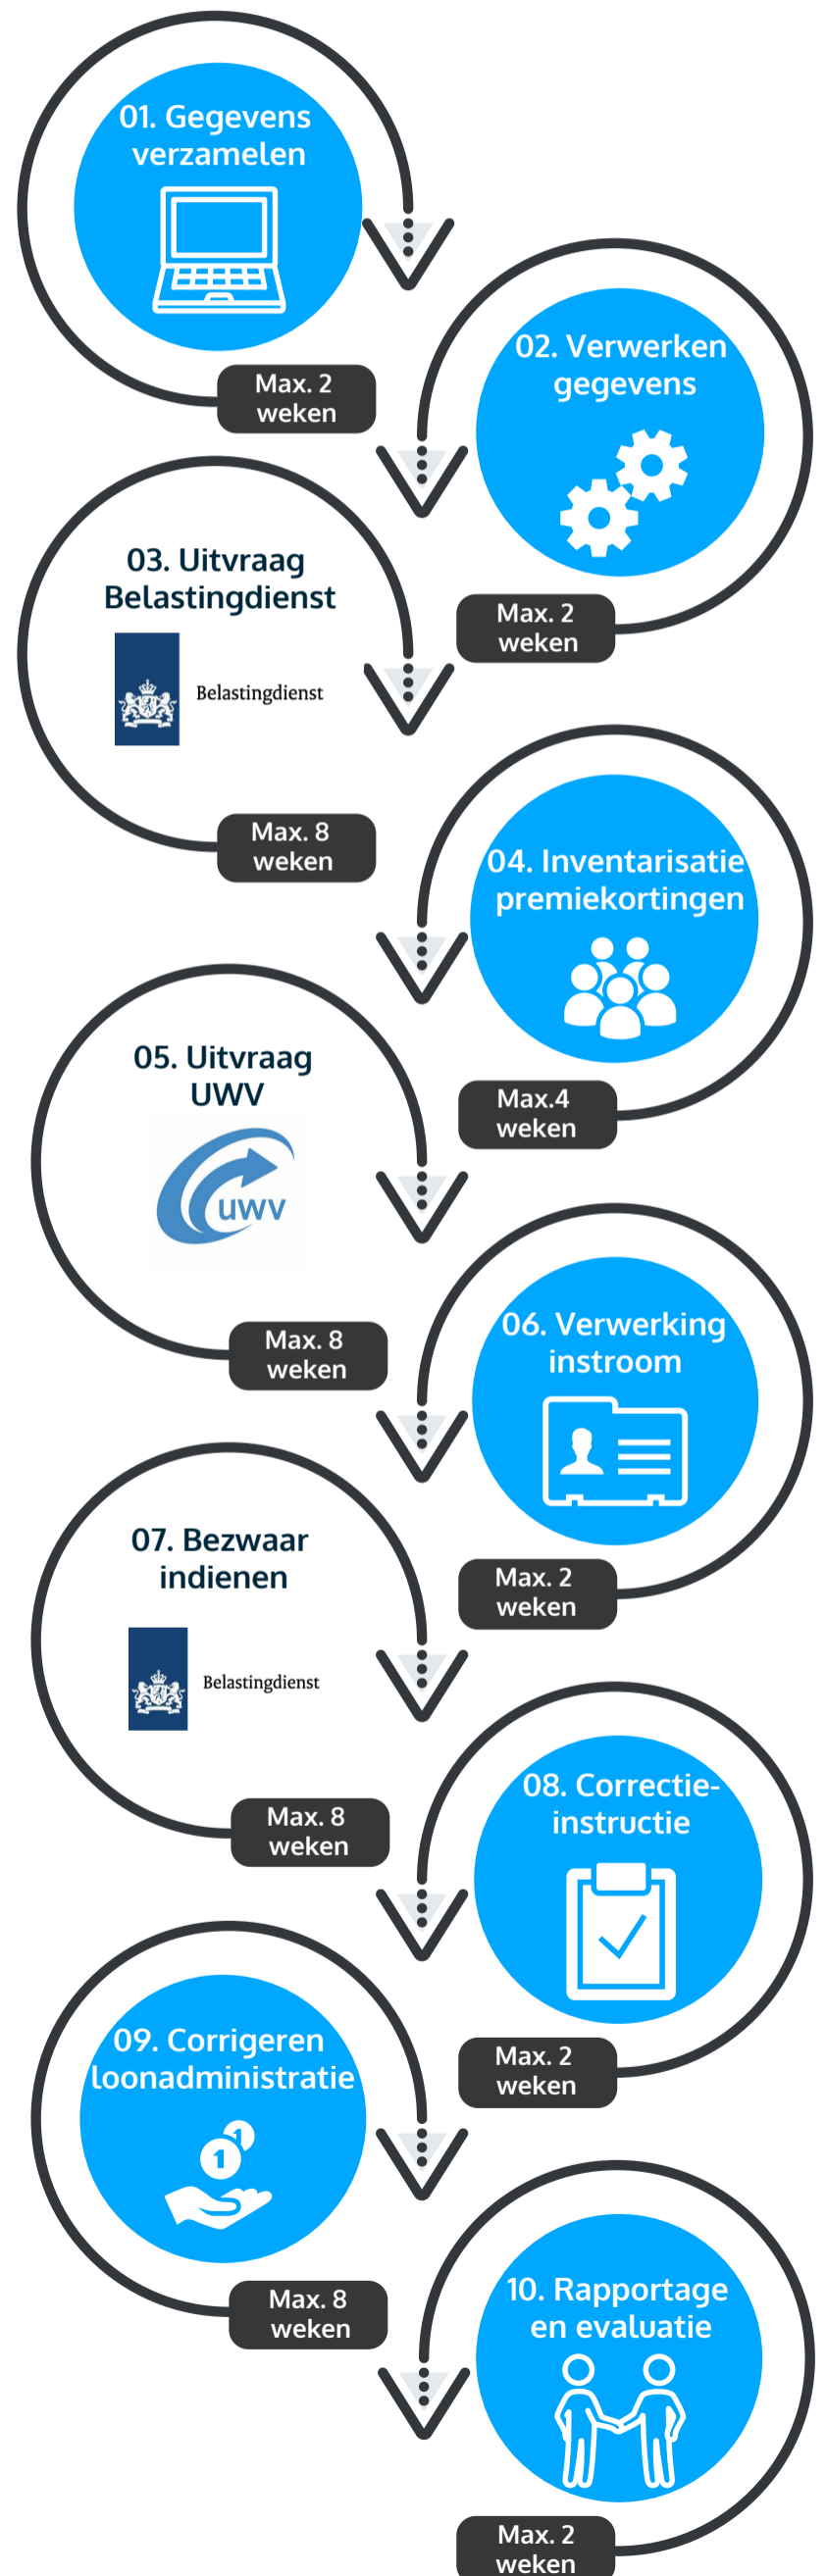 01. Gegevens
verzamelen
Max. 2
weken
02. Verwerken
gegevens
Max. 2
weken
03. Uitvraag
Belastingdienst
Belastingdienst
Max. 8
weken
04. Inventarisatie
premiekortingen
Max.4
weken
05. Uitvraag
UWV
UWV
Max. 8
weken
06. Verwerking
instroom
Max. 2
weken
07. Bezwaar
indienen
Belastingdienst
Max. 8
weken
08. Correctie-
instructie
Max. 2
weken
09. Corrigeren
loonadministratie
1
1
Max. 8
weken
10. Rapportage
en evaluatie
Max. 2
weken